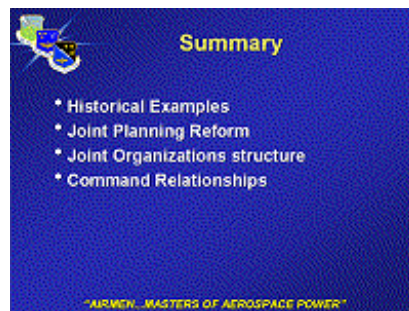 Summary
* Historical Examples
* Joint Planning Reform
* Joint Organizations structure
* Command Relationships
"AIRMEN...MASTERS OF AEROSPACE POWER"